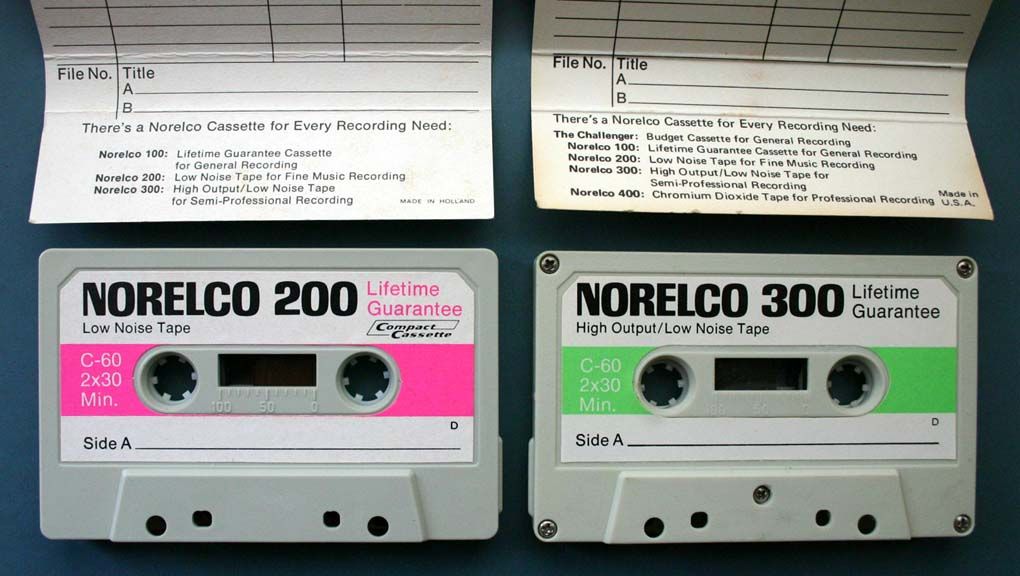 File No. Title
A
B
There's a Norelco Cassette for Every Recording Need:
Norelco 100: Lifetime Guarantee Cassette
for General Recording
Norelco 200: Low Noise Tape for Fine Music Recording
Norelco 300: High Output/Low Noise Tape
for Semi-Professional Recording
MADE IN HOLLAND
File No. Title
A
B
There's a Norelco Cassette for Every Recording Need:
The Challenger: Budget Cassette for General Recording
Norelco 100: Lifetime Guarantee Cassette for General Recording
Norelco 200: Low Noise Tape for Fine Music Recording
Norelco 300: High Output/Low Noise Tape for
Semi-Professional Recording
Norelco 400: Chromium Dioxide Tape for Professional Recording
Made in
U.S.A.
NORELCO 200 Lifetime
Guarantee
Low Noise Tape
Compact
Cassette
C-60
2x30
Min.
100 50 0
D
Side A
NORELCO 300 Lifetime
Guarantee
High Output/Low Noise Tape
C-60
2x30
Min.
D
Side A